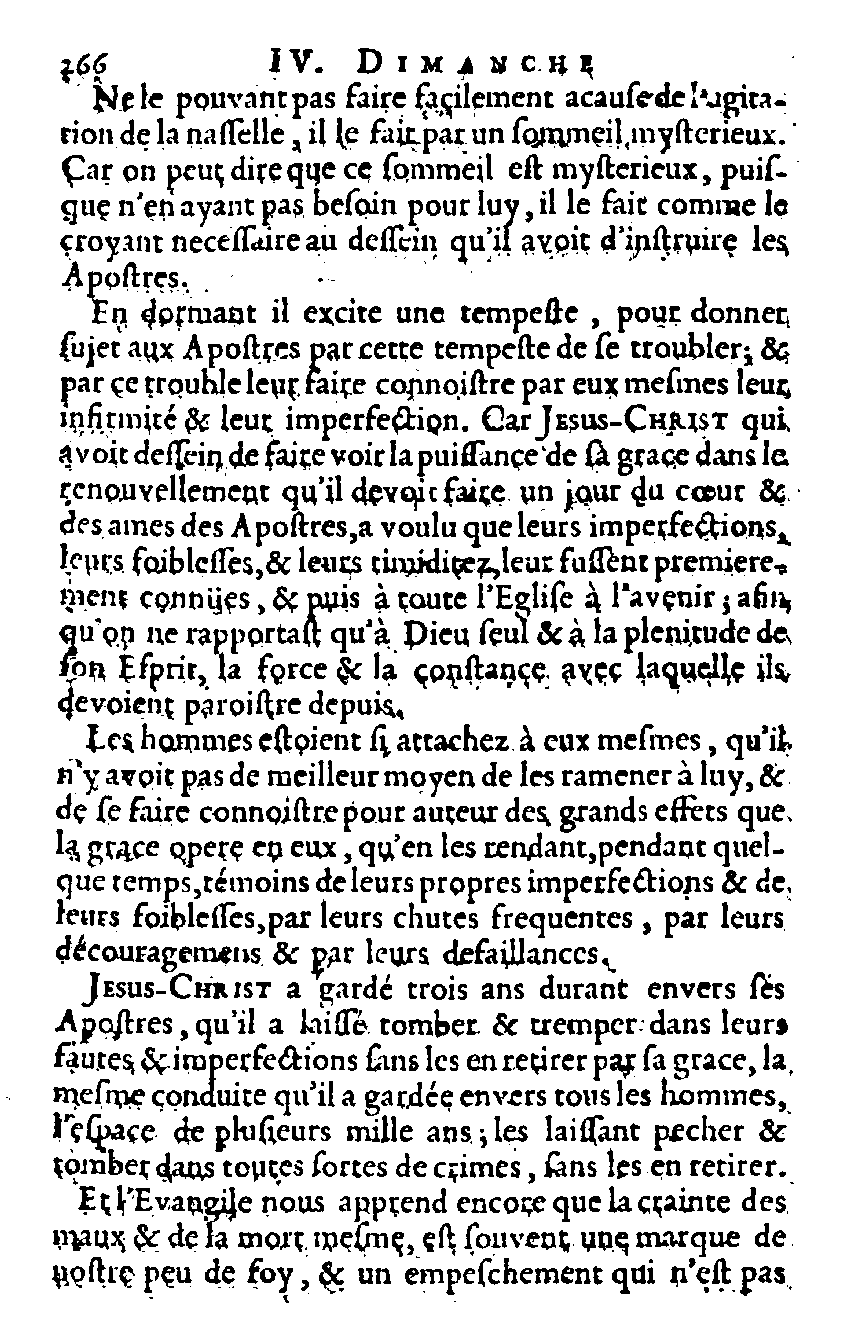 266 IV. DIMANCHE
Ne le pouvant pas faire façilement acause de l'agita-
tion de la nasselle, il le fait par un sommeil mysterieux.
Car on peut dire que ce sommeil est mysterieux, puis-
que n'en ayant pas besoin pour luy, il le fait comme le
croyant necessaire au dessein qu'il avoit d'instruire les
Apostres.
En dormant il excite une tempeste, pour donner
sujet aux Apostres par cette tempeste de se troubler; &
par ce trouble leur faire connoistre par eux mesmes leur
infirmité & leur imperfection. Car JESUS-CHRIST qui
avoit dessein de faire voir la puissance de sa grace dans le
renouvellement qu'il devoit faire un jour du cœur &
des ames des Apostres, a voulu que leurs imperfections,
leurs foiblesses, & leurs timiditez, leur fussent premiere-
ment connuës, & puis à toute l'Eglise à l'avenir; afin
qu'on ne rapportast qu'à Dieu seul & à la plenitude de
son Esprit, la force & la constance avec laquelle ils
devoient paroistre depuis.
Les hommes estoient si attachez à eux mesmes, qu'il
n'y avoit pas de meilleur moyen de les ramener à luy, &
de se faire connoistre pour auteur des grands effets que
la grace opere en eux, qu'en les rendant, pendant quel-
que temps, témoins de leurs propres imperfections & de
leurs foiblesses, par leurs chutes frequentes, par leurs
découragemens & par leurs defaillances.
JESUS-CHRIST a gardé trois ans durant envers ses
Apostres, qu'il a laissé tomber & tremper dans leurs
fautes & imperfections sans les en retirer par sa grace, la
mesme conduite qu'il a gardée envers tous les hommes,
l'espace de plusieurs mille ans; les laissant pecher &
tomber dans toutes sortes de crimes, sans les en retirer.
Et l'Evangile nous apprend encore que la crainte des
maux & de la mort mesme, est souvent une marque de
nostre peu de foy, & un empeschement qui n'est pas